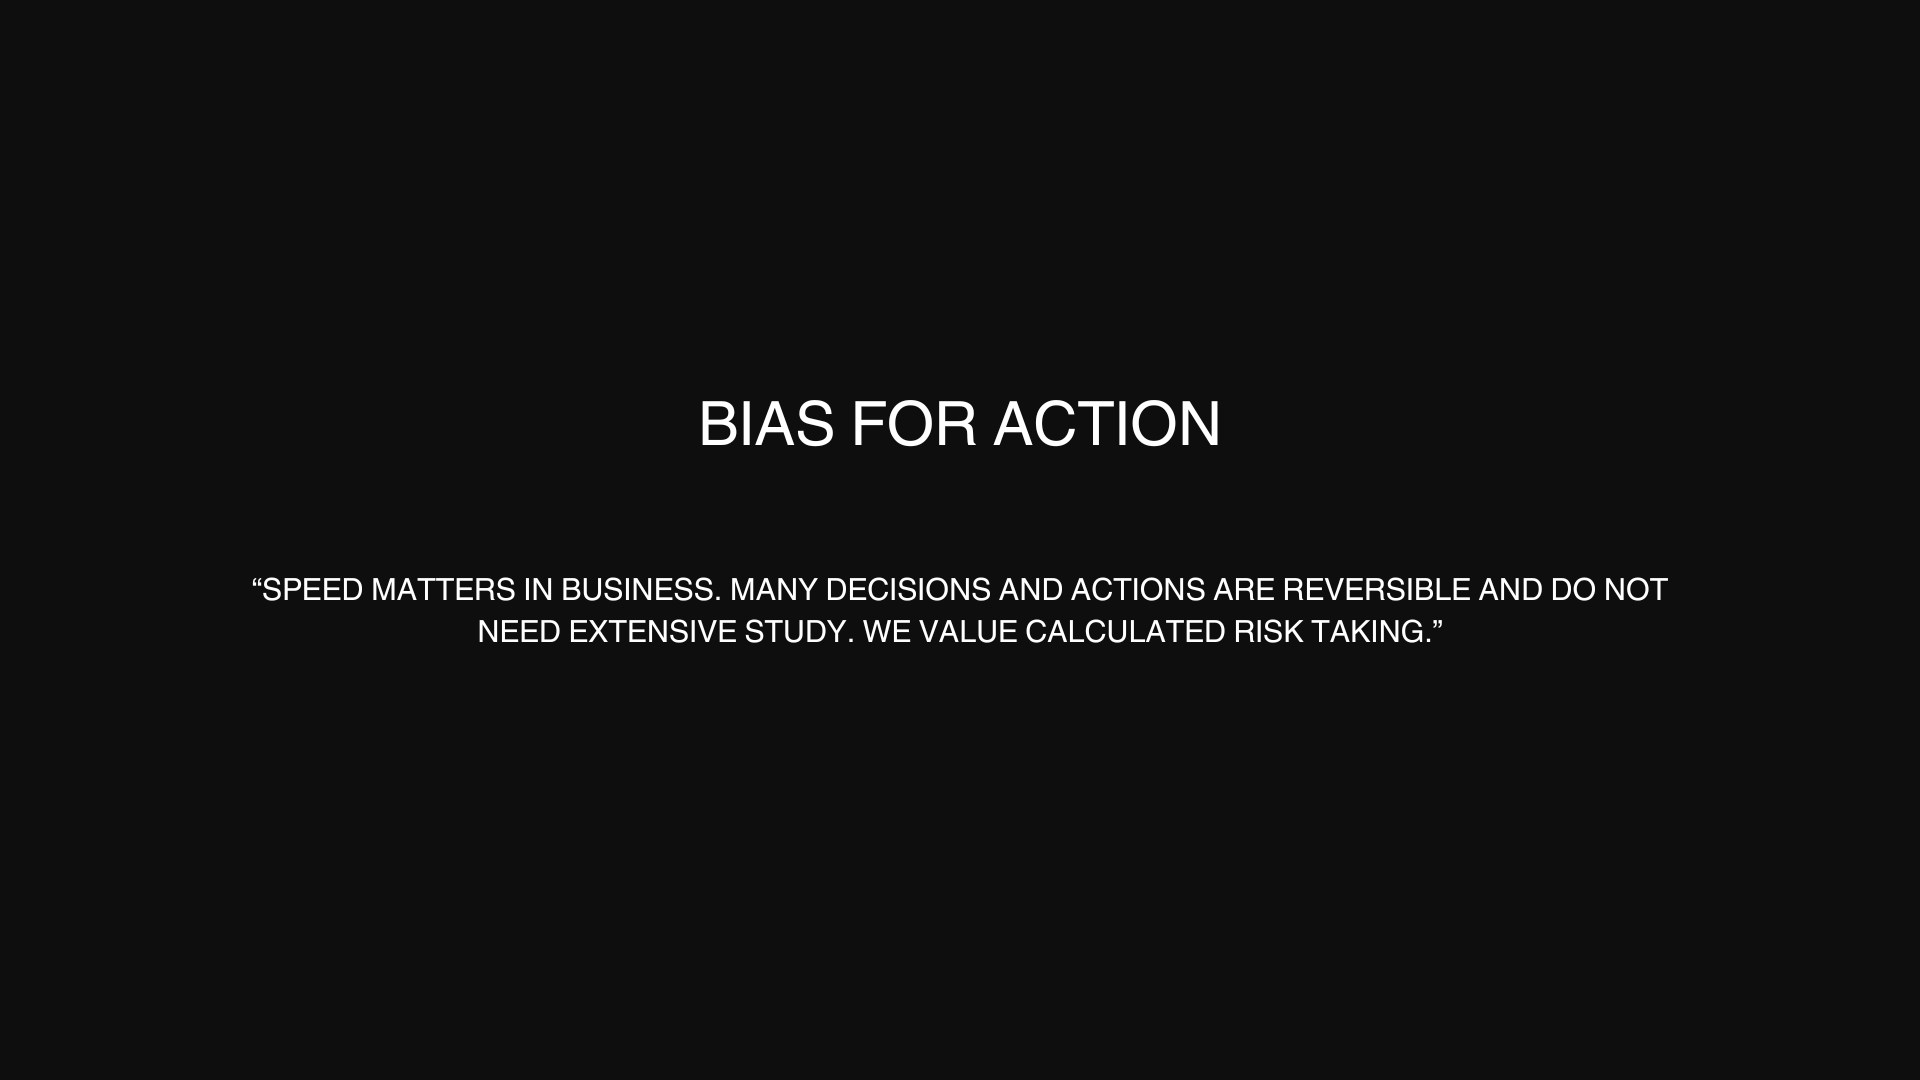 BIAS FOR ACTION
“SPEED MATTERS IN BUSINESS. MANY DECISIONS AND ACTIONS ARE REVERSIBLE AND DO NOT
NEED EXTENSIVE STUDY. WE VALUE CALCULATED RISK TAKING.”